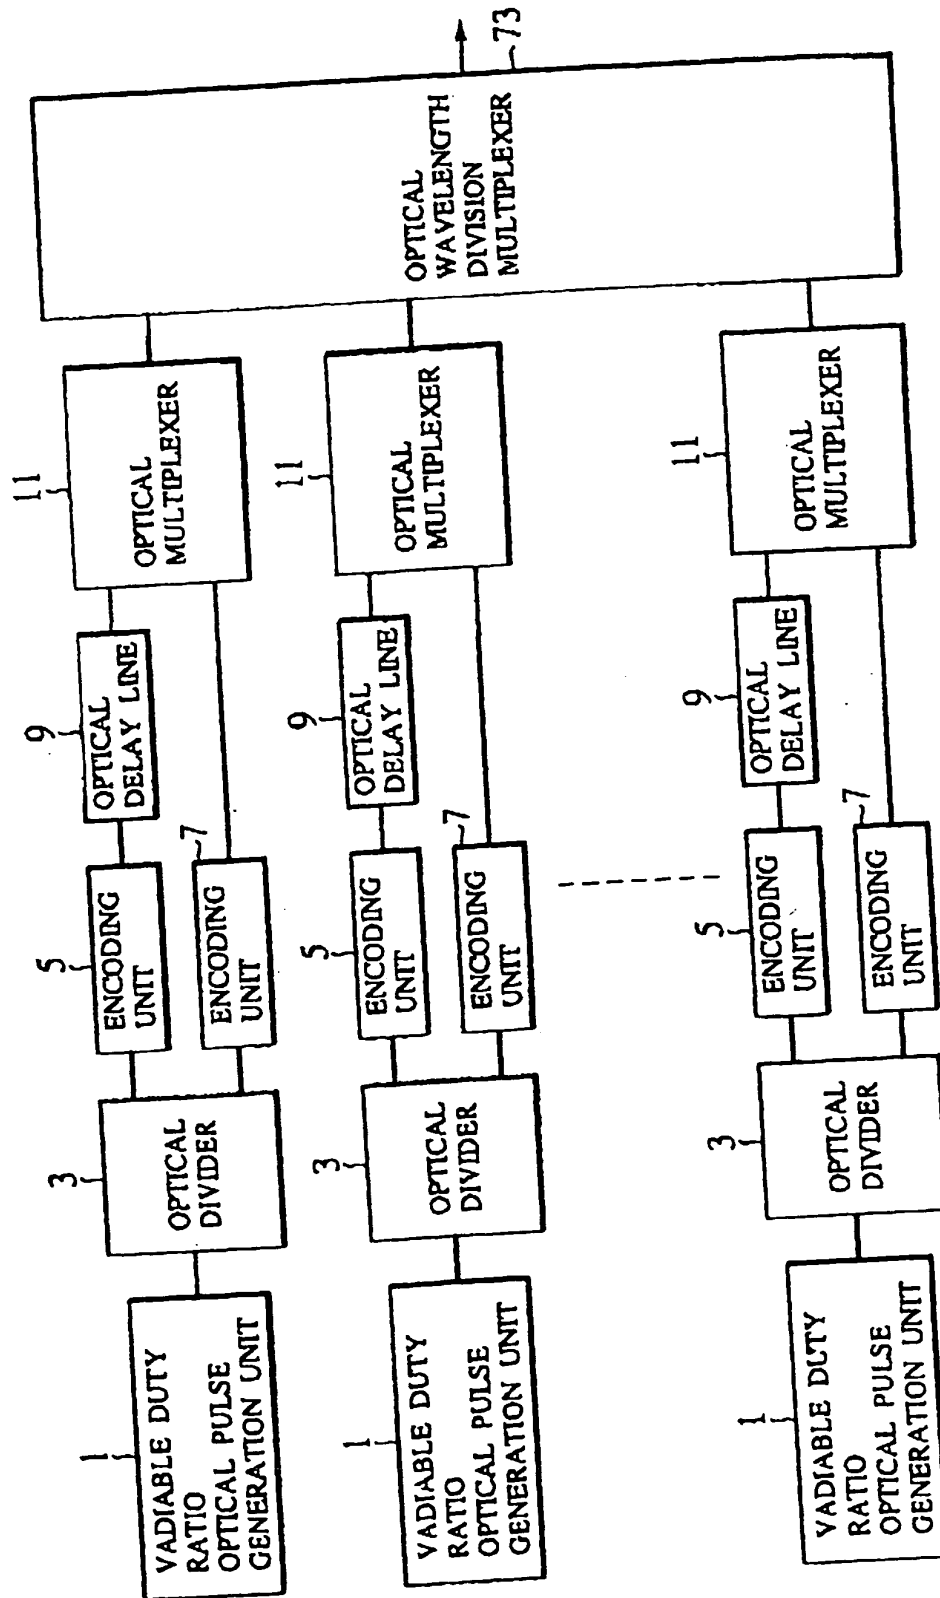 1
VADIABLE DUTY
RATIO
OPTICAL PULSE
GENERATION UNIT
3
OPTICAL
DIVIDER
5
ENCODING
UNIT
7
ENCODING
UNIT
9
OPTICAL
DELAY LINE
11
OPTICAL
MULTIPLEXER
1
VADIABLE DUTY
RATIO
OPTICAL PULSE
GENERATION UNIT
3
OPTICAL
DIVIDER
5
ENCODING
UNIT
7
ENCODING
UNIT
9
OPTICAL
DELAY LINE
11
OPTICAL
MULTIPLEXER
1
VADIABLE DUTY
RATIO
OPTICAL PULSE
GENERATION UNIT
3
OPTICAL
DIVIDER
5
ENCODING
UNIT
7
ENCODING
UNIT
9
OPTICAL
DELAY LINE
11
OPTICAL
MULTIPLEXER
OPTICAL
WAVELENGTH
DIVISION
MULTIPLEXER
73